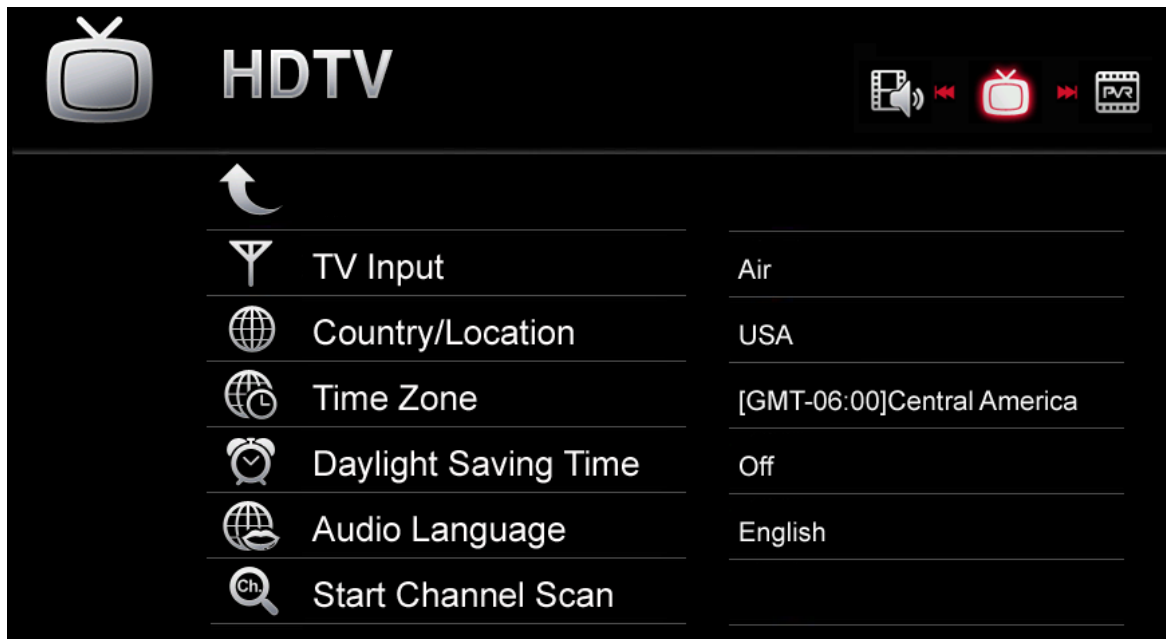 HDTV
PVR
TV Input Air
Country/Location USA
Time Zone [GMT-06:00]Central America
Daylight Saving Time Off
Audio Language English
Ch. Start Channel Scan